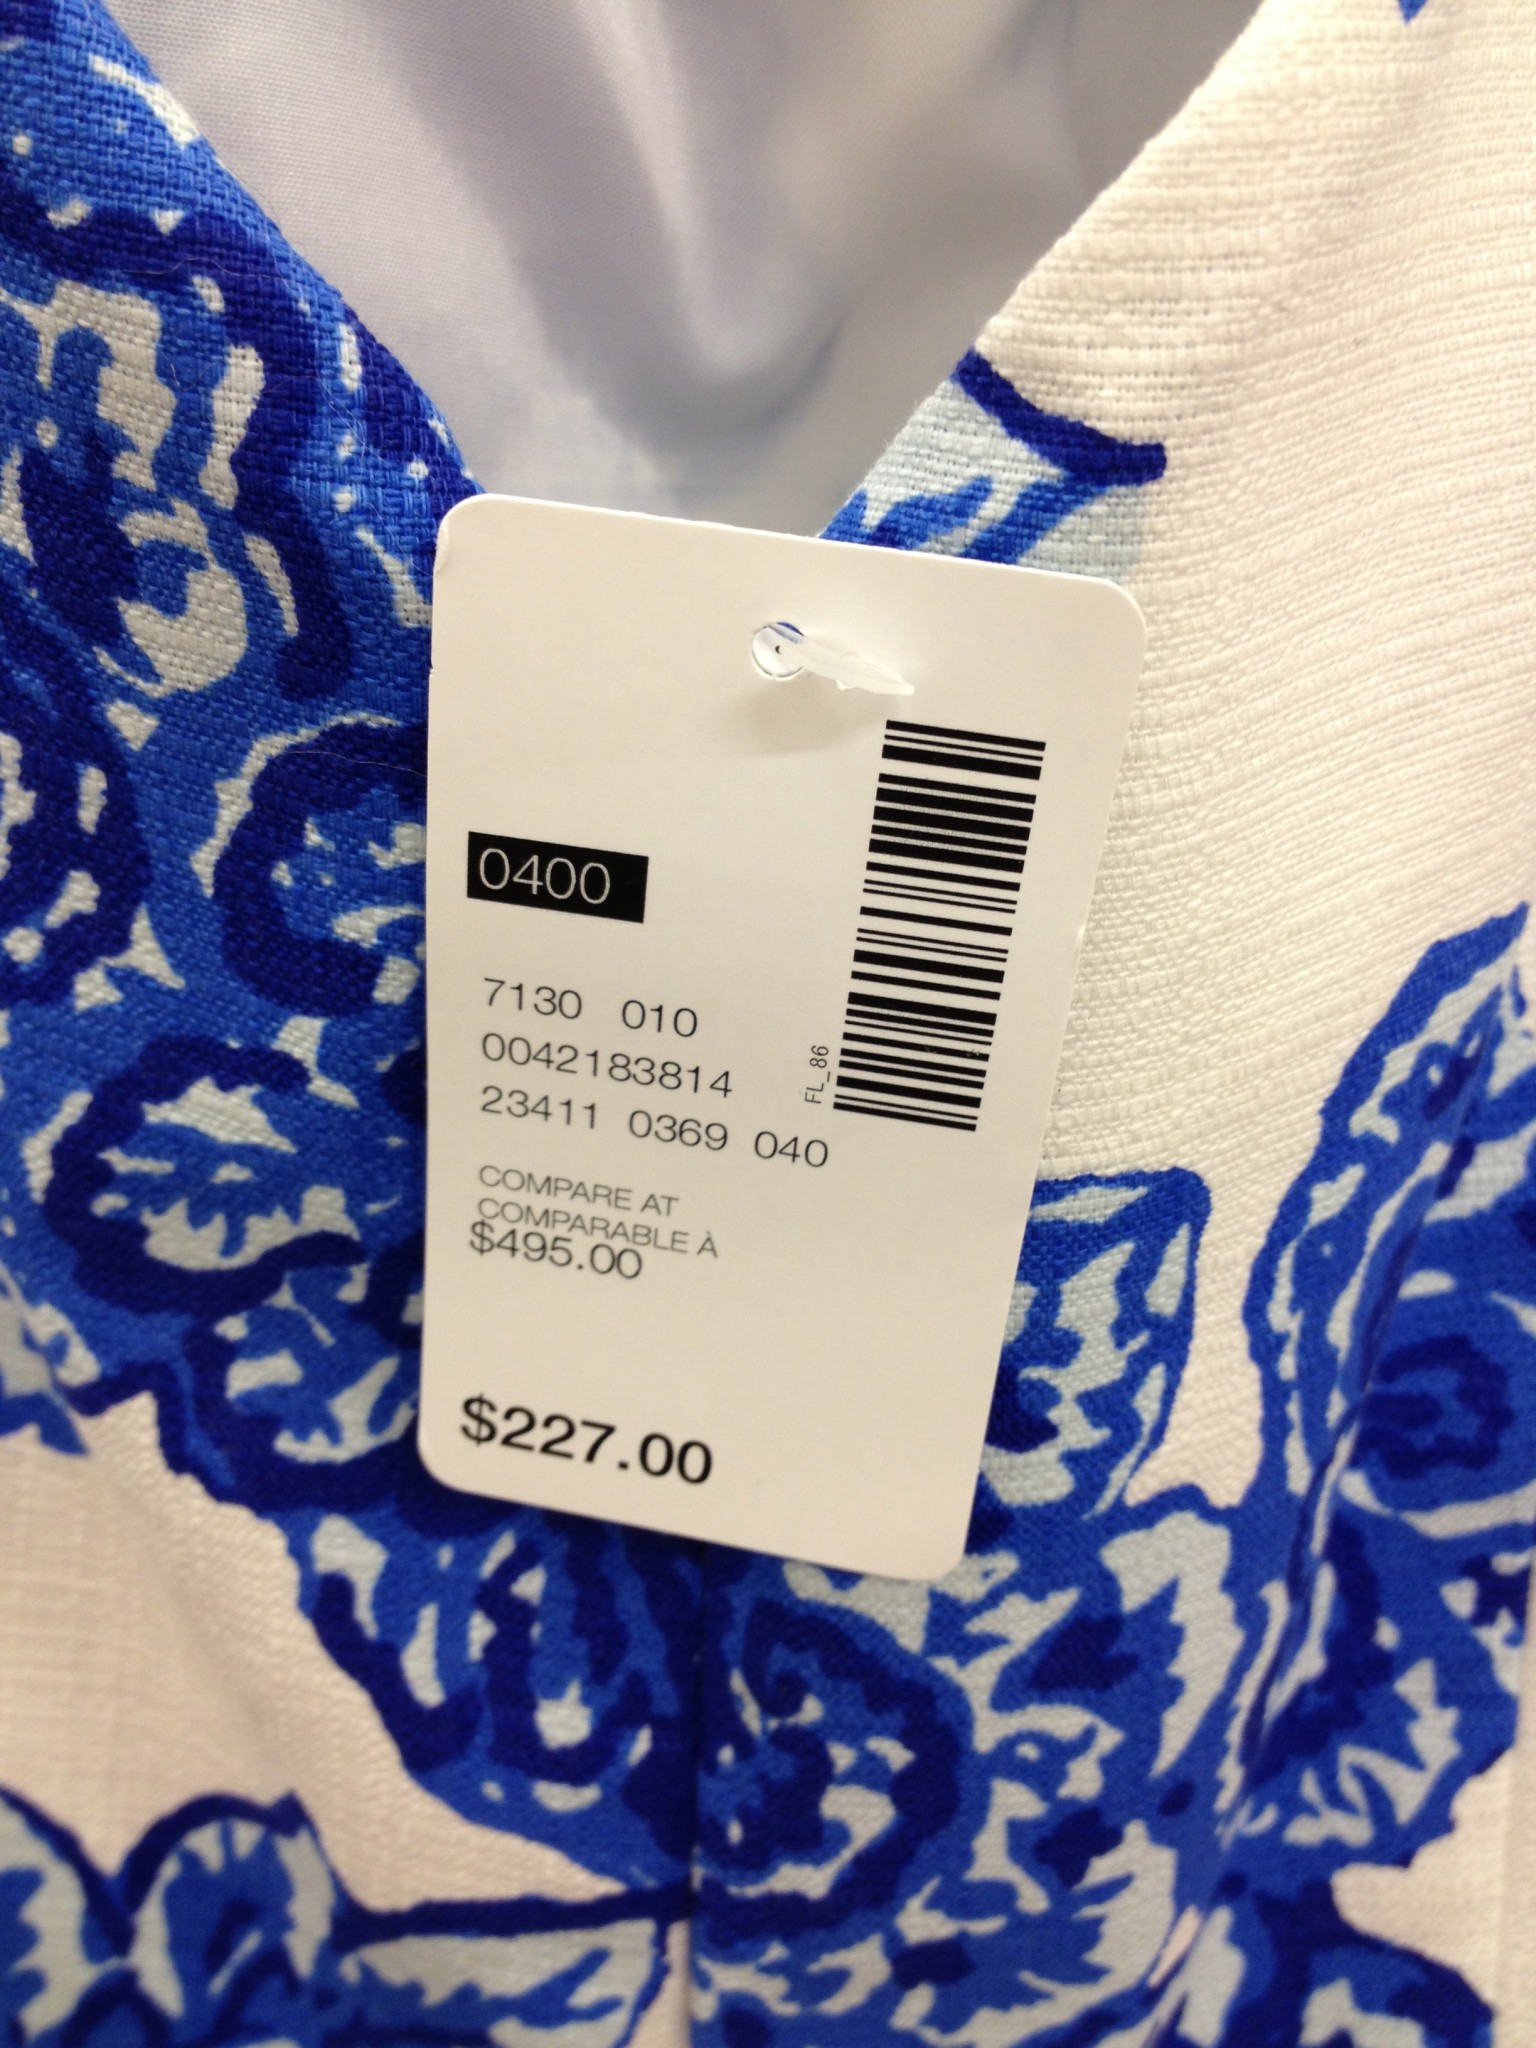 0400
7130 010
0042183814
23411 0369 040
FL_86
COMPARE AT
COMPARABLE À
$495.00
$227.00